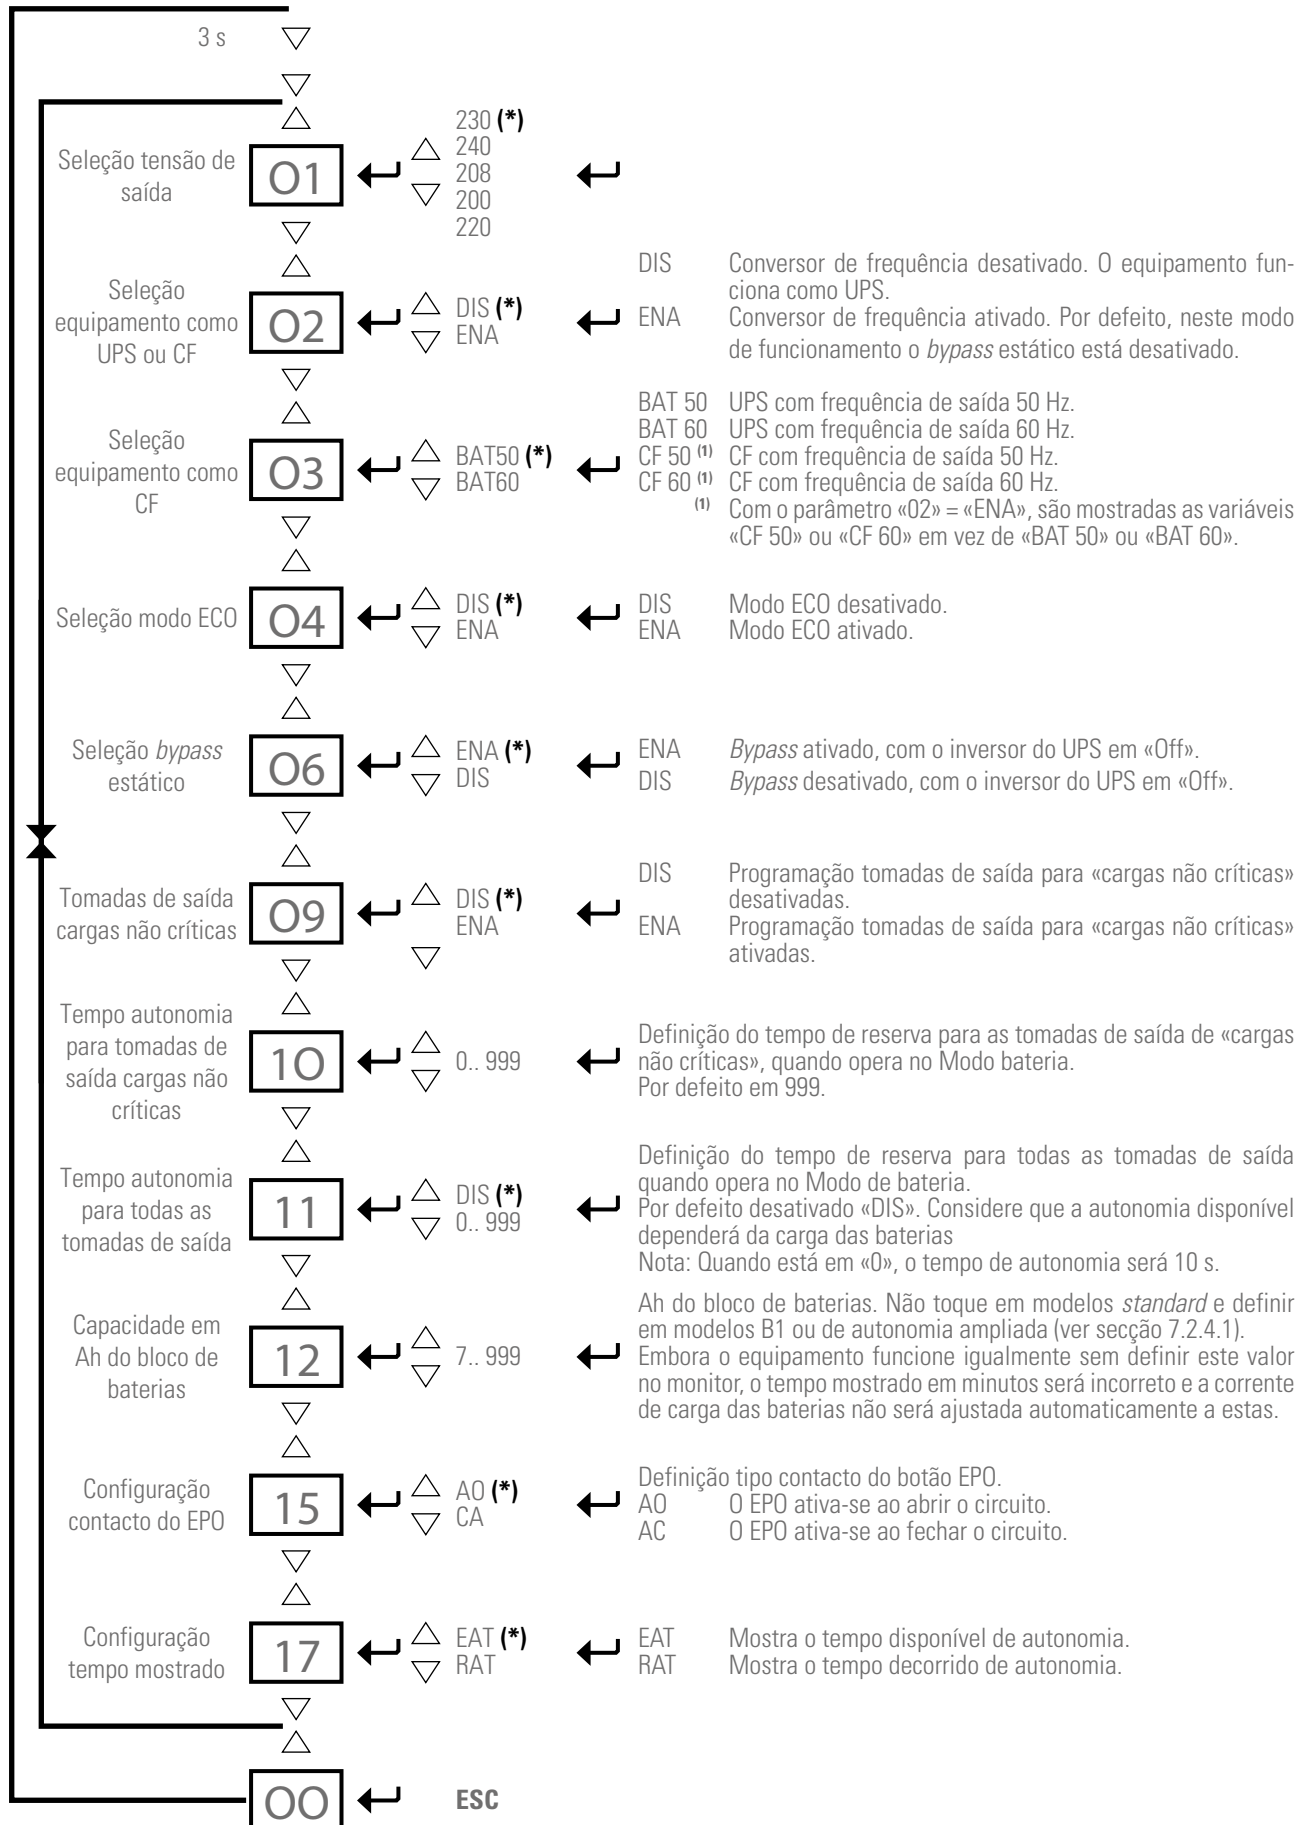 3 s
Seleção tensão de
saída
O1
230 (*)
240
208
200
220
Seleção
equipamento como
UPS ou CF
O2
DIS (*)
ENA
DIS Conversor de frequência desativado. O equipamento fun-
ciona como UPS.
ENA Conversor de frequência ativado. Por defeito, neste modo
de funcionamento o bypass estático está desativado.
Seleção
equipamento como
CF
O3
BAT50 (*)
BAT60
BAT 50 UPS com frequência de saída 50 Hz.
BAT 60 UPS com frequência de saída 60 Hz.
CF 50 (1) CF com frequência de saída 50 Hz.
CF 60 (1) CF com frequência de saída 60 Hz.
(1) Com o parâmetro «02» = «ENA», são mostradas as variáveis
«CF 50» ou «CF 60» em vez de «BAT 50» ou «BAT 60».
Seleção modo ECO
O4
DIS (*)
ENA
DIS Modo ECO desativado.
ENA Modo ECO ativado.
Seleção bypass
estático
O6
ENA (*)
DIS
ENA Bypass ativado, com o inversor do UPS em «Off».
DIS Bypass desativado, com o inversor do UPS em «Off».
Tomadas de saída
cargas não críticas
O9
DIS (*)
ENA
DIS Programação tomadas de saída para «cargas não críticas»
desativadas.
ENA Programação tomadas de saída para «cargas não críticas»
ativadas.
Tempo autonomia
para tomadas de
saída cargas não
críticas
1O
0.. 999
Definição do tempo de reserva para as tomadas de saída de «cargas
não críticas», quando opera no Modo bateria.
Por defeito em 999.
Tempo autonomia
para todas as
tomadas de saída
11
DIS (*)
0.. 999
Definição do tempo de reserva para todas as tomadas de saída
quando opera no Modo de bateria.
Por defeito desativado «DIS». Considere que a autonomia disponível
dependerá da carga das baterias
Nota: Quando está em «0», o tempo de autonomia será 10 s.
Capacidade em
Ah do bloco de
baterias
12
7.. 999
Ah do bloco de baterias. Não toque em modelos standard e definir
em modelos B1 ou de autonomia ampliada (ver secção 7.2.4.1).
Embora o equipamento funcione igualmente sem definir este valor
no monitor, o tempo mostrado em minutos será incorreto e a corrente
de carga das baterias não será ajustada automaticamente a estas.
Configuração
contacto do EPO
15
AO (*)
CA
Definição tipo contacto do botão EPO.
AO O EPO ativa-se ao abrir o circuito.
AC O EPO ativa-se ao fechar o circuito.
Configuração
tempo mostrado
17
EAT (*)
RAT
EAT Mostra o tempo disponível de autonomia.
RAT Mostra o tempo decorrido de autonomia.
OO
ESC